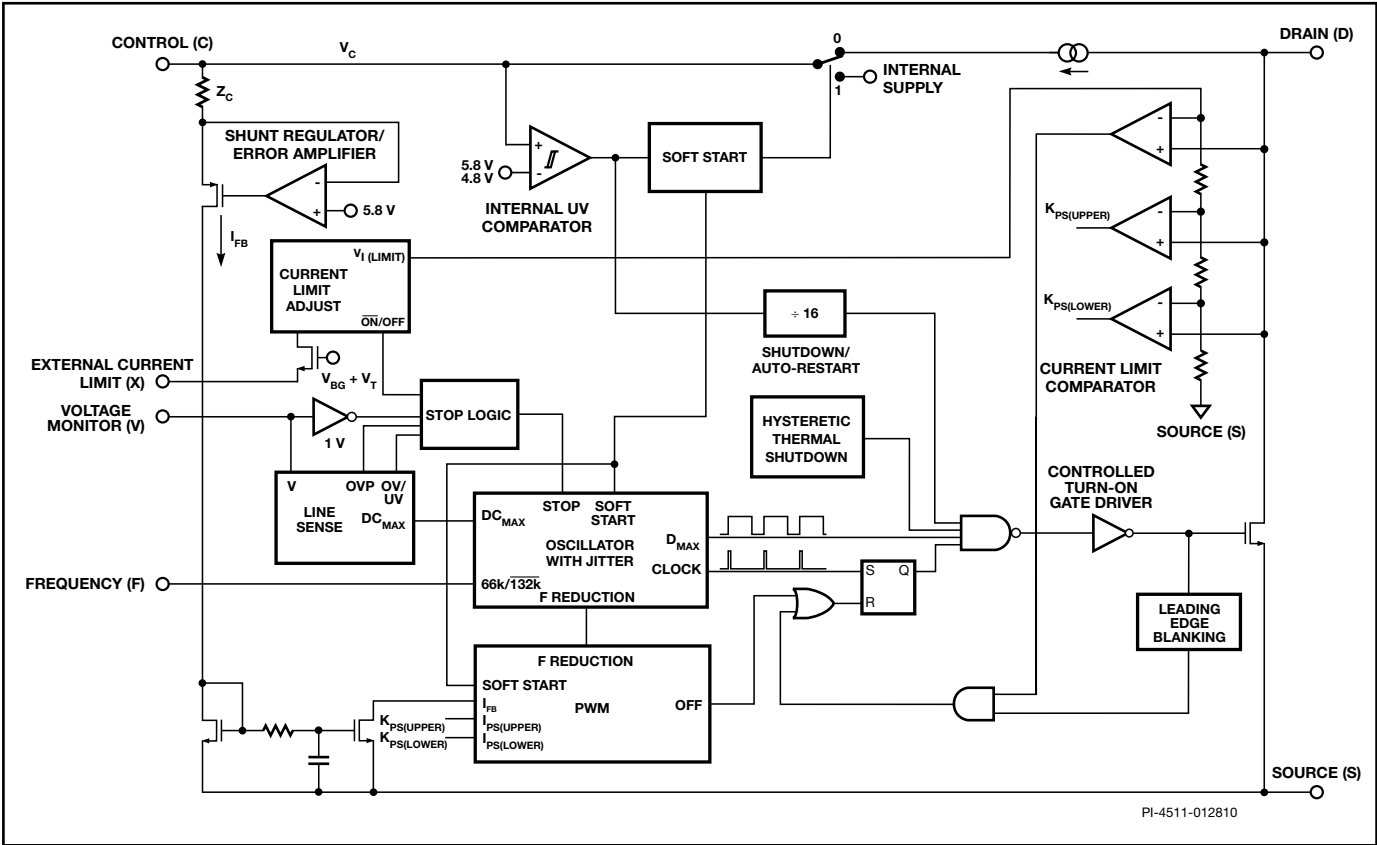 CONTROL (C)
V_C
0
DRAIN (D)
1
INTERNAL
SUPPLY
Z_C
SHUNT REGULATOR/
ERROR AMPLIFIER
-
+
5.8 V
I_FB
+
-
5.8 V
4.8 V
INTERNAL UV
COMPARATOR
SOFT START
-
+
K_PS(UPPER)
-
+
K_PS(LOWER)
-
+
CURRENT LIMIT
COMPARATOR
SOURCE (S)
V_I (LIMIT)
CURRENT
LIMIT
ADJUST
O̅N̅/OFF
÷ 16
SHUTDOWN/
AUTO-RESTART
EXTERNAL CURRENT
LIMIT (X)
V_BG + V_T
VOLTAGE
MONITOR (V)
1 V
STOP LOGIC
HYSTERETIC
THERMAL
SHUTDOWN
V
OVP
OV/
UV
LINE
SENSE
DC_MAX
CONTROLLED
TURN-ON
GATE DRIVER
STOP
SOFT
START
DC_MAX
OSCILLATOR
WITH JITTER
D_MAX
CLOCK
66k/1̅3̅2̅k̅
F REDUCTION
FREQUENCY (F)
S
Q
R
LEADING
EDGE
BLANKING
F REDUCTION
SOFT START
I_FB
PWM
OFF
K_PS(UPPER)
I_PS(UPPER)
K_PS(LOWER)
I_PS(LOWER)
SOURCE (S)
PI-4511-012810